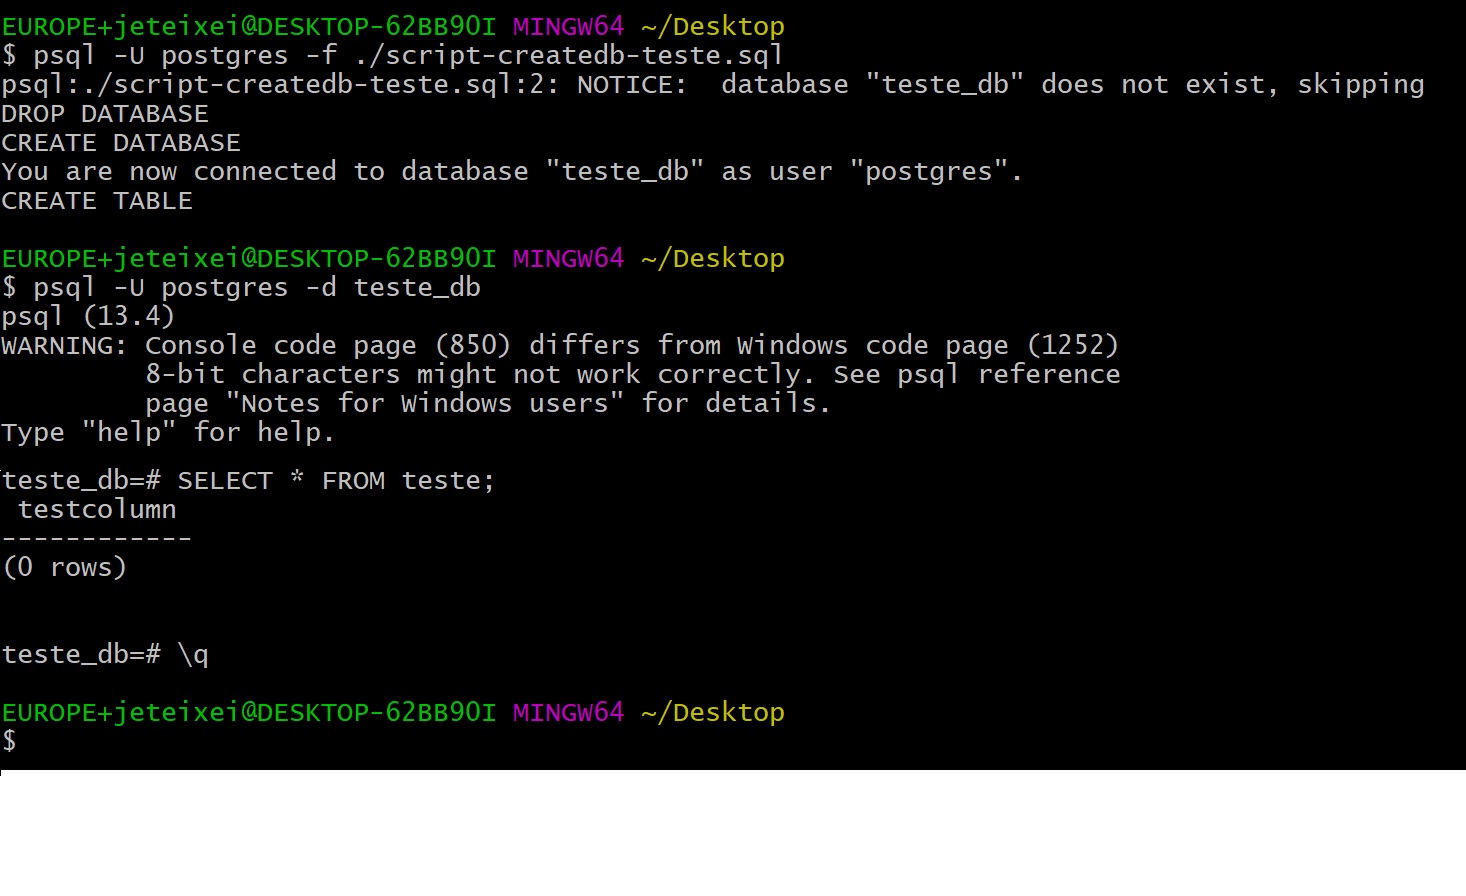 EUROPE+jeteixei@DESKTOP-62BB9OI MINGW64 ~/Desktop
$ psql -U postgres -f ./script-createdb-teste.sql
psql:./script-createdb-teste.sql:2: NOTICE:  database "teste_db" does not exist, skipping
DROP DATABASE
CREATE DATABASE
You are now connected to database "teste_db" as user "postgres".
CREATE TABLE
EUROPE+jeteixei@DESKTOP-62BB9OI MINGW64 ~/Desktop
$ psql -U postgres -d teste_db
psql (13.4)
WARNING: Console code page (850) differs from Windows code page (1252)
         8-bit characters might not work correctly. See psql reference
         page "Notes for Windows users" for details.
Type "help" for help.
teste_db=# SELECT * FROM teste;
 testcolumn
------------
(0 rows)
teste_db=# \q
EUROPE+jeteixei@DESKTOP-62BB9OI MINGW64 ~/Desktop
$